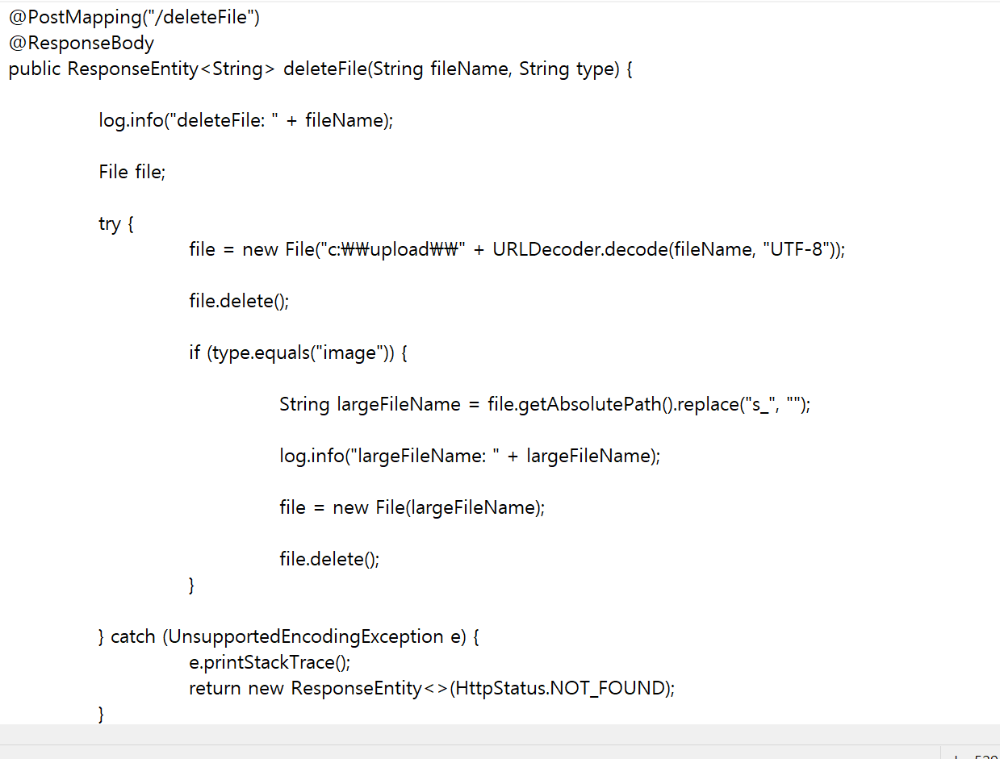 @PostMapping("/deleteFile")
@ResponseBody
public ResponseEntity<String> deleteFile(String fileName, String type) {
log.info("deleteFile: " + fileName);
File file;
try {
file = new File("c:₩₩upload₩₩" + URLDecoder.decode(fileName, "UTF-8"));
file.delete();
if (type.equals("image")) {
String largeFileName = file.getAbsolutePath().replace("s_", "");
log.info("largeFileName: " + largeFileName);
file = new File(largeFileName);
file.delete();
}
} catch (UnsupportedEncodingException e) {
e.printStackTrace();
return new ResponseEntity<>(HttpStatus.NOT_FOUND);
}